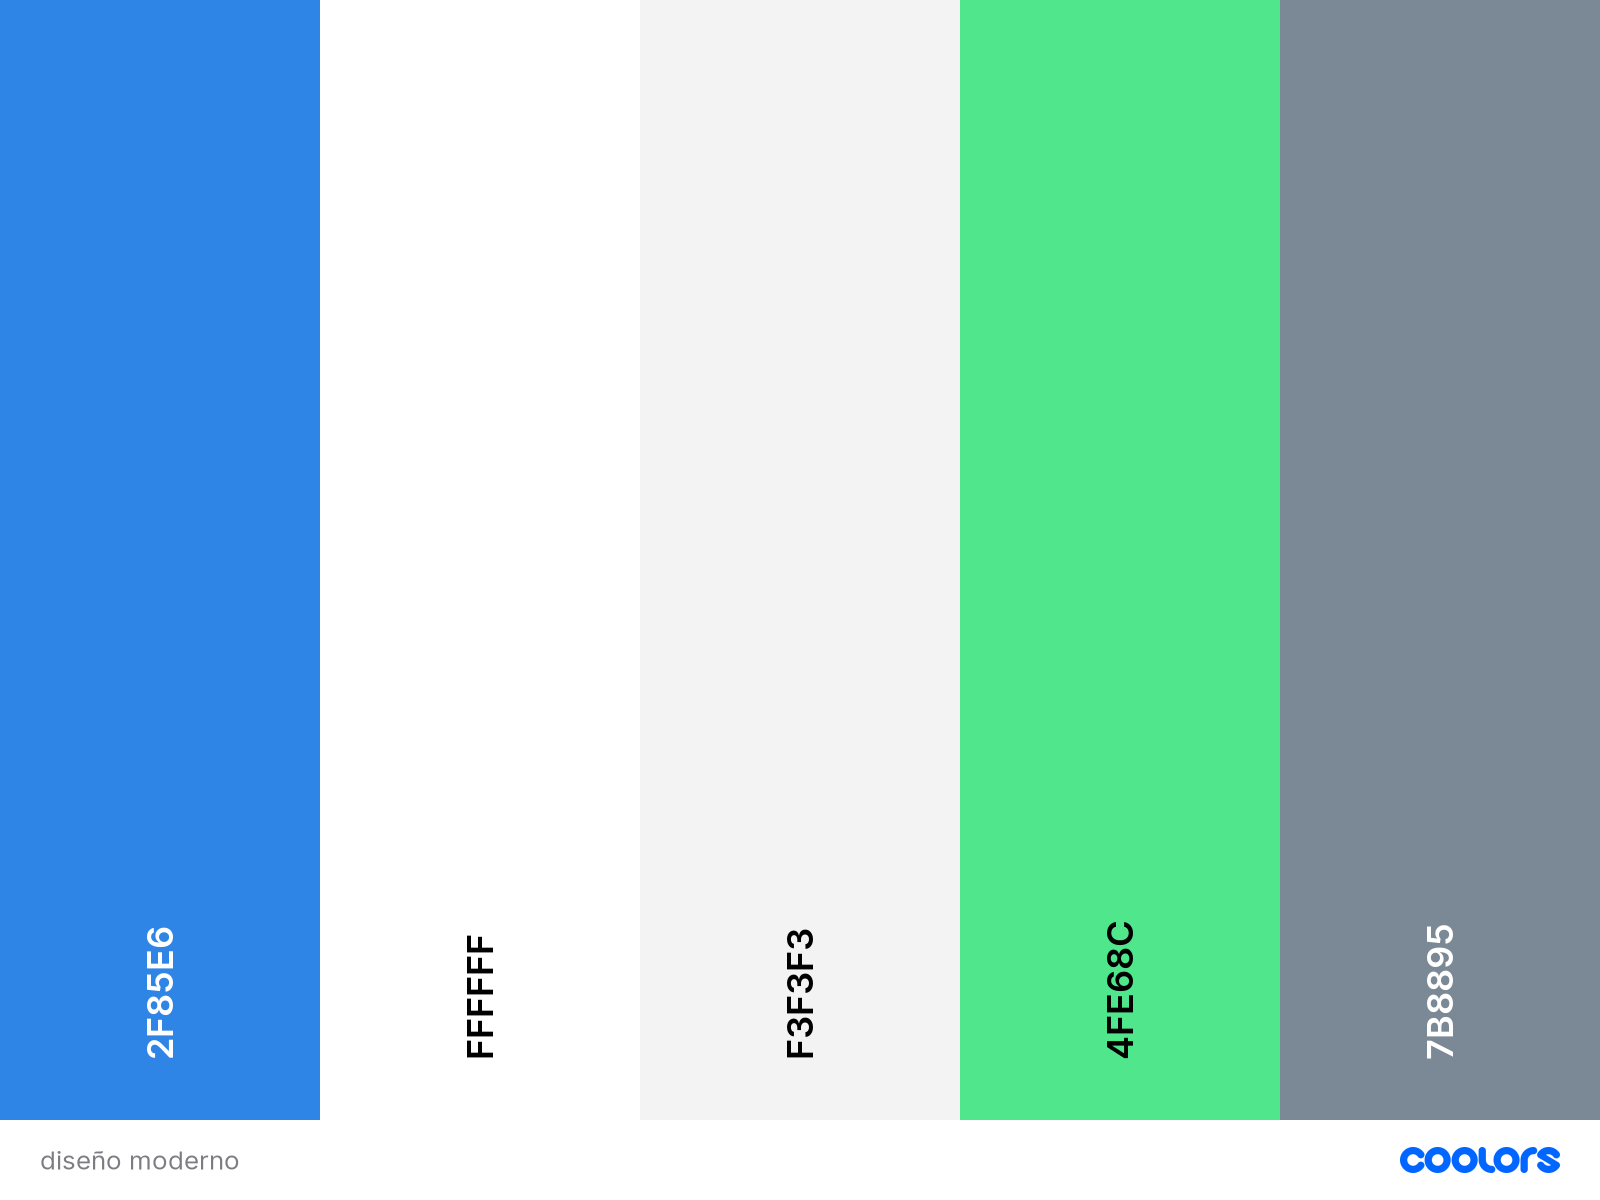 2F85E6
FFFFFF
F3F3F3
4FE68C
7B8895
diseño moderno
coolors